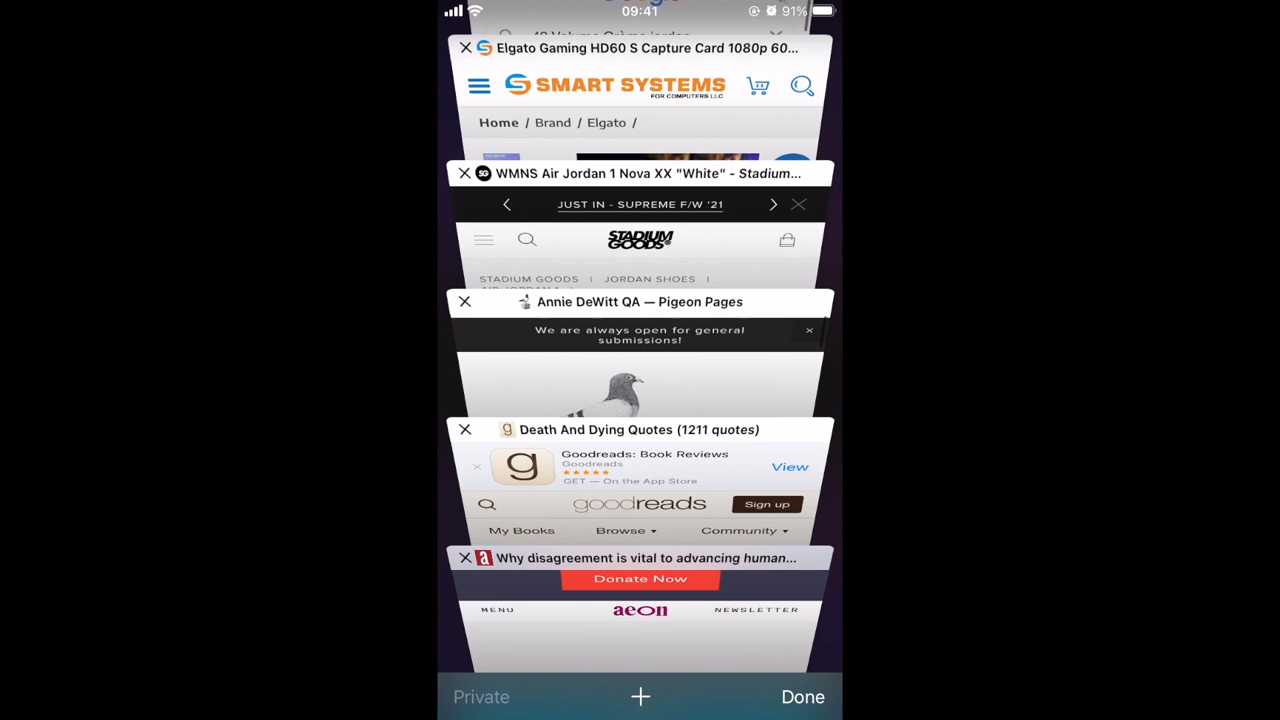 09:41
91%
Elgato Gaming HD60 S Capture Card 1080p 60...
SMART SYSTEMS
FOR COMPUTERS LLC
Home / Brand / Elgato /
WMNS Air Jordan 1 Nova XX "White" - Stadium...
JUST IN - SUPREME F/W '21
STADIUM
GOODS
STADIUM GOODS | JORDAN SHOES |
Annie DeWitt QA — Pigeon Pages
We are always open for general
submissions!
Death And Dying Quotes (1211 quotes)
Goodreads: Book Reviews
Goodreads
GET — On the App Store
View
goodreads
Sign up
My Books Browse Community
Why disagreement is vital to advancing human...
Donate Now
MENU aeon NEWSLETTER
Private
Done